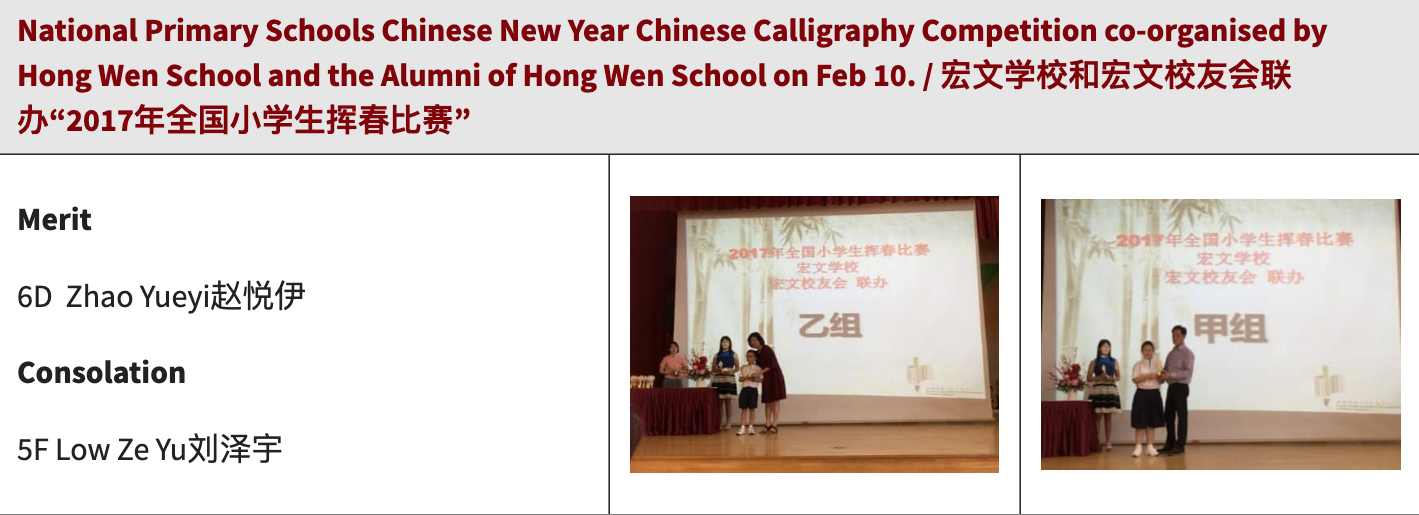 National Primary Schools Chinese New Year Chinese Calligraphy Competition co-organised by
Hong Wen School and the Alumni of Hong Wen School on Feb 10. / 宏文学校和宏文校友会联
办“2017年全国小学生挥春比赛”
Merit
6D  Zhao Yueyi赵悦伊
Consolation
5F Low Ze Yu刘泽宇
2017年全国小学生挥春比赛
宏文学校
宏文校友会 联办
乙组
2017年全国小学生挥春比赛
宏文学校
宏文校友会 联办
甲组